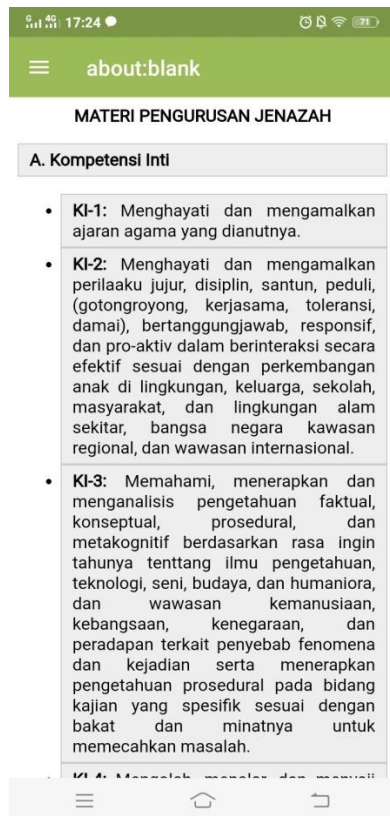 17:24
71
about:blank
MATERI PENGURUSAN JENAZAH
A. Kompetensi Inti
• KI-1: Menghayati dan mengamalkan
ajaran agama yang dianutnya.
• KI-2: Menghayati dan mengamalkan
perilaaku jujur, disiplin, santun, peduli,
(gotongroyong, kerjasama, toleransi,
damai), bertanggungjawab, responsif,
dan pro-aktif dalam berinteraksi secara
efektif sesuai dengan perkembangan
anak di lingkungan, keluarga, sekolah,
masyarakat, dan lingkungan alam
sekitar, bangsa negara kawasan
regional, dan wawasan internasional.
• KI-3: Memahami, menerapkan dan
menganalisis pengetahuan faktual,
konseptual, prosedural, dan
metakognitif berdasarkan rasa ingin
tahunya tenttang ilmu pengetahuan,
teknologi, seni, budaya, dan humaniora,
dan wawasan kemanusiaan,
kebangsaan, kenegaraan, dan
peradapan terkait penyebab fenomena
dan kejadian serta menerapkan
pengetahuan prosedural pada bidang
kajian yang spesifik sesuai dengan
bakat dan minatnya untuk
memecahkan masalah.